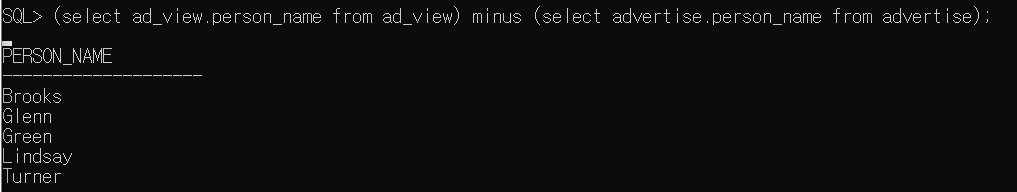 SQL> (select ad_view.person_name from ad_view) minus (select advertise.person_name from advertise);
PERSON_NAME
--------------------
Brooks
Glenn
Green
Lindsay
Turner